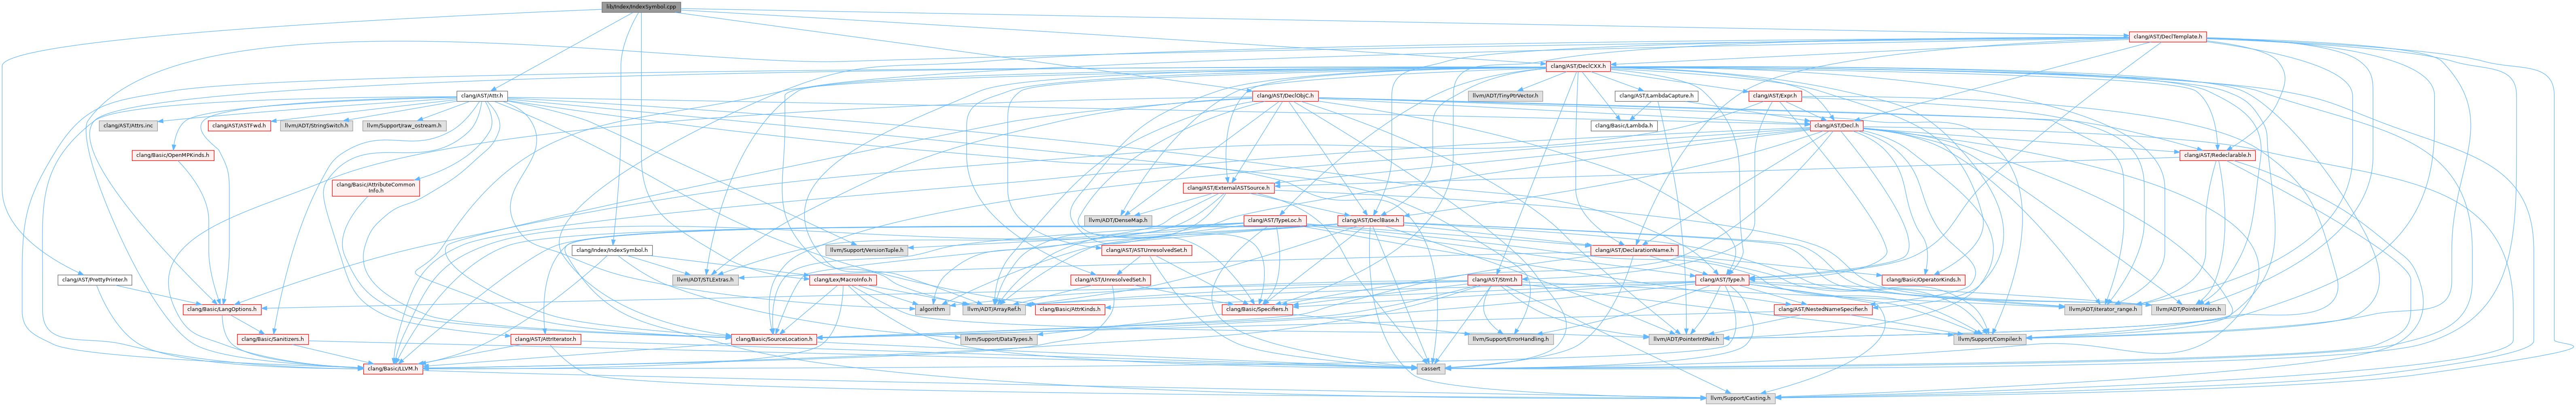 lib/Index/IndexSymbol.cpp
clang/AST/DeclTemplate.h
clang/AST/DeclCXX.h
clang/AST/Attr.h
clang/AST/DeclObjC.h
llvm/ADT/TinyPtrVector.h
clang/AST/LambdaCapture.h
clang/AST/Expr.h
clang/AST/Attrs.inc
clang/AST/ASTFwd.h
llvm/ADT/StringSwitch.h
llvm/Support/raw_ostream.h
clang/Basic/Lambda.h
clang/AST/Decl.h
clang/Basic/OpenMPKinds.h
clang/AST/Redeclarable.h
clang/Basic/AttributeCommon
Info.h
clang/AST/ExternalASTSource.h
llvm/ADT/DenseMap.h
clang/AST/TypeLoc.h
clang/AST/DeclBase.h
clang/Index/IndexSymbol.h
llvm/Support/VersionTuple.h
clang/AST/ASTUnresolvedSet.h
clang/AST/DeclarationName.h
clang/AST/PrettyPrinter.h
llvm/ADT/STLExtras.h
clang/Lex/MacroInfo.h
clang/AST/UnresolvedSet.h
clang/AST/Stmt.h
clang/AST/Type.h
clang/Basic/OperatorKinds.h
clang/Basic/LangOptions.h
algorithm
llvm/ADT/ArrayRef.h
clang/Basic/AttrKinds.h
clang/Basic/Specifiers.h
clang/AST/NestedNameSpecifier.h
llvm/ADT/iterator_range.h
llvm/ADT/PointerUnion.h
clang/Basic/Sanitizers.h
clang/AST/AttrIterator.h
clang/Basic/SourceLocation.h
llvm/Support/DataTypes.h
llvm/Support/ErrorHandling.h
llvm/ADT/PointerIntPair.h
llvm/Support/Compiler.h
clang/Basic/LLVM.h
cassert
llvm/Support/Casting.h